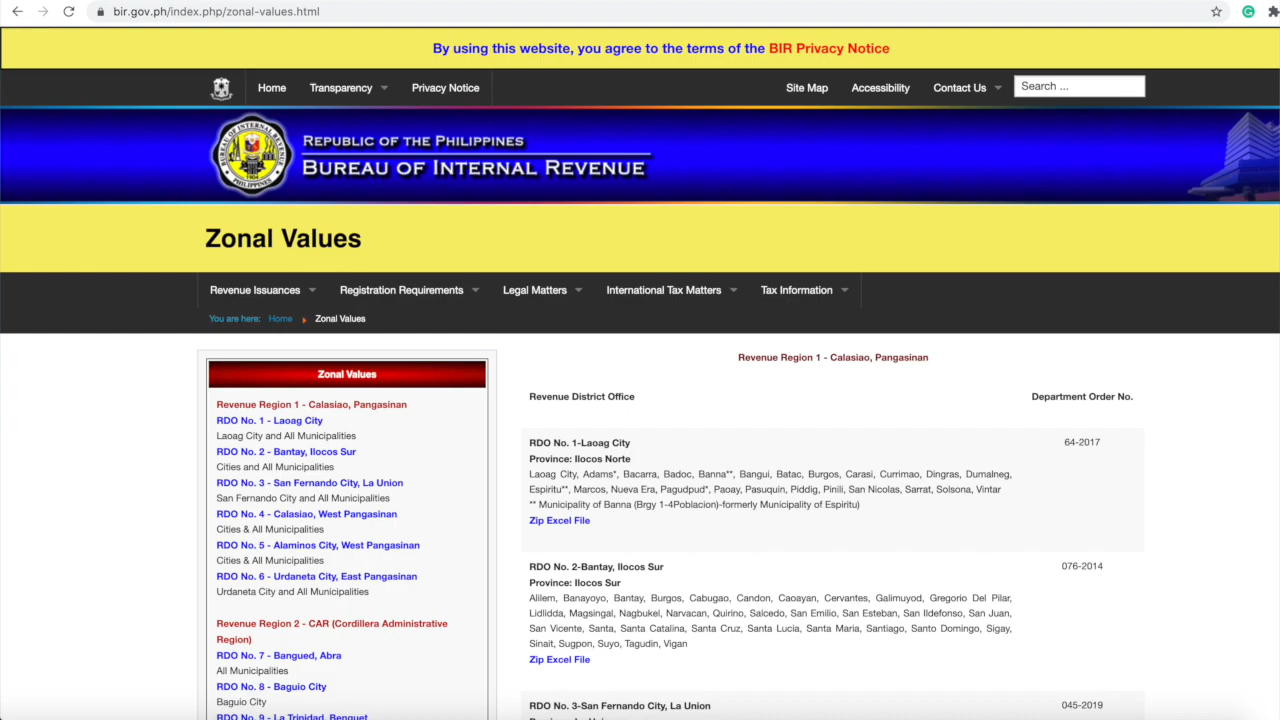 bir.gov.ph/index.php/zonal-values.html
By using this website, you agree to the terms of the BIR Privacy Notice
Home Transparency Privacy Notice Site Map Accessibility Contact Us Search ...
BUREAU OF INTERNAL REVENUE
1904
PHILIPPINES
REPUBLIC OF THE PHILIPPINES
BUREAU OF INTERNAL REVENUE
Zonal Values
Revenue Issuances Registration Requirements Legal Matters International Tax Matters Tax Information
You are here: Home Zonal Values
Zonal Values
Revenue Region 1 - Calasiao, Pangasinan
RDO No. 1 - Laoag City
Laoag City and All Municipalities
RDO No. 2 - Bantay, Ilocos Sur
Cities and All Municipalities
RDO No. 3 - San Fernando City, La Union
San Fernando City and All Municipalities
RDO No. 4 - Calasiao, West Pangasinan
Cities & All Municipalities
RDO No. 5 - Alaminos City, West Pangasinan
Cities & All Municipalities
RDO No. 6 - Urdaneta City, East Pangasinan
Urdaneta City and All Municipalities
Revenue Region 2 - CAR (Cordillera Administrative
Region)
RDO No. 7 - Bangued, Abra
All Municipalities
RDO No. 8 - Baguio City
Baguio City
RDO No. 9 - La Trinidad, Benguet
Revenue Region 1 - Calasiao, Pangasinan
Revenue District Office Department Order No.
RDO No. 1-Laoag City 64-2017
Province: Ilocos Norte
Laoag City, Adams*, Bacarra, Badoc, Banna**, Bangui, Batac, Burgos, Carasi, Currimao, Dingras, Dumalneg,
Espiritu**, Marcos, Nueva Era, Pagudpud*, Paoay, Pasuquin, Piddig, Pinili, San Nicolas, Sarrat, Solsona, Vintar
** Municipality of Banna (Brgy 1-4Poblacion)-formerly Municipality of Espiritu)
Zip Excel File
RDO No. 2-Bantay, Ilocos Sur 076-2014
Province: Ilocos Sur
Alilem, Banayoyo, Bantay, Burgos, Cabugao, Candon, Caoayan, Cervantes, Galimuyod, Gregorio Del Pilar,
Lidlidda, Magsingal, Nagbukel, Narvacan, Quirino, Salcedo, San Emilio, San Esteban, San Ildefonso, San Juan,
San Vicente, Santa, Santa Catalina, Santa Cruz, Santa Lucia, Santa Maria, Santiago, Santo Domingo, Sigay,
Sinait, Sugpon, Suyo, Tagudin, Vigan
Zip Excel File
RDO No. 3-San Fernando City, La Union 045-2019